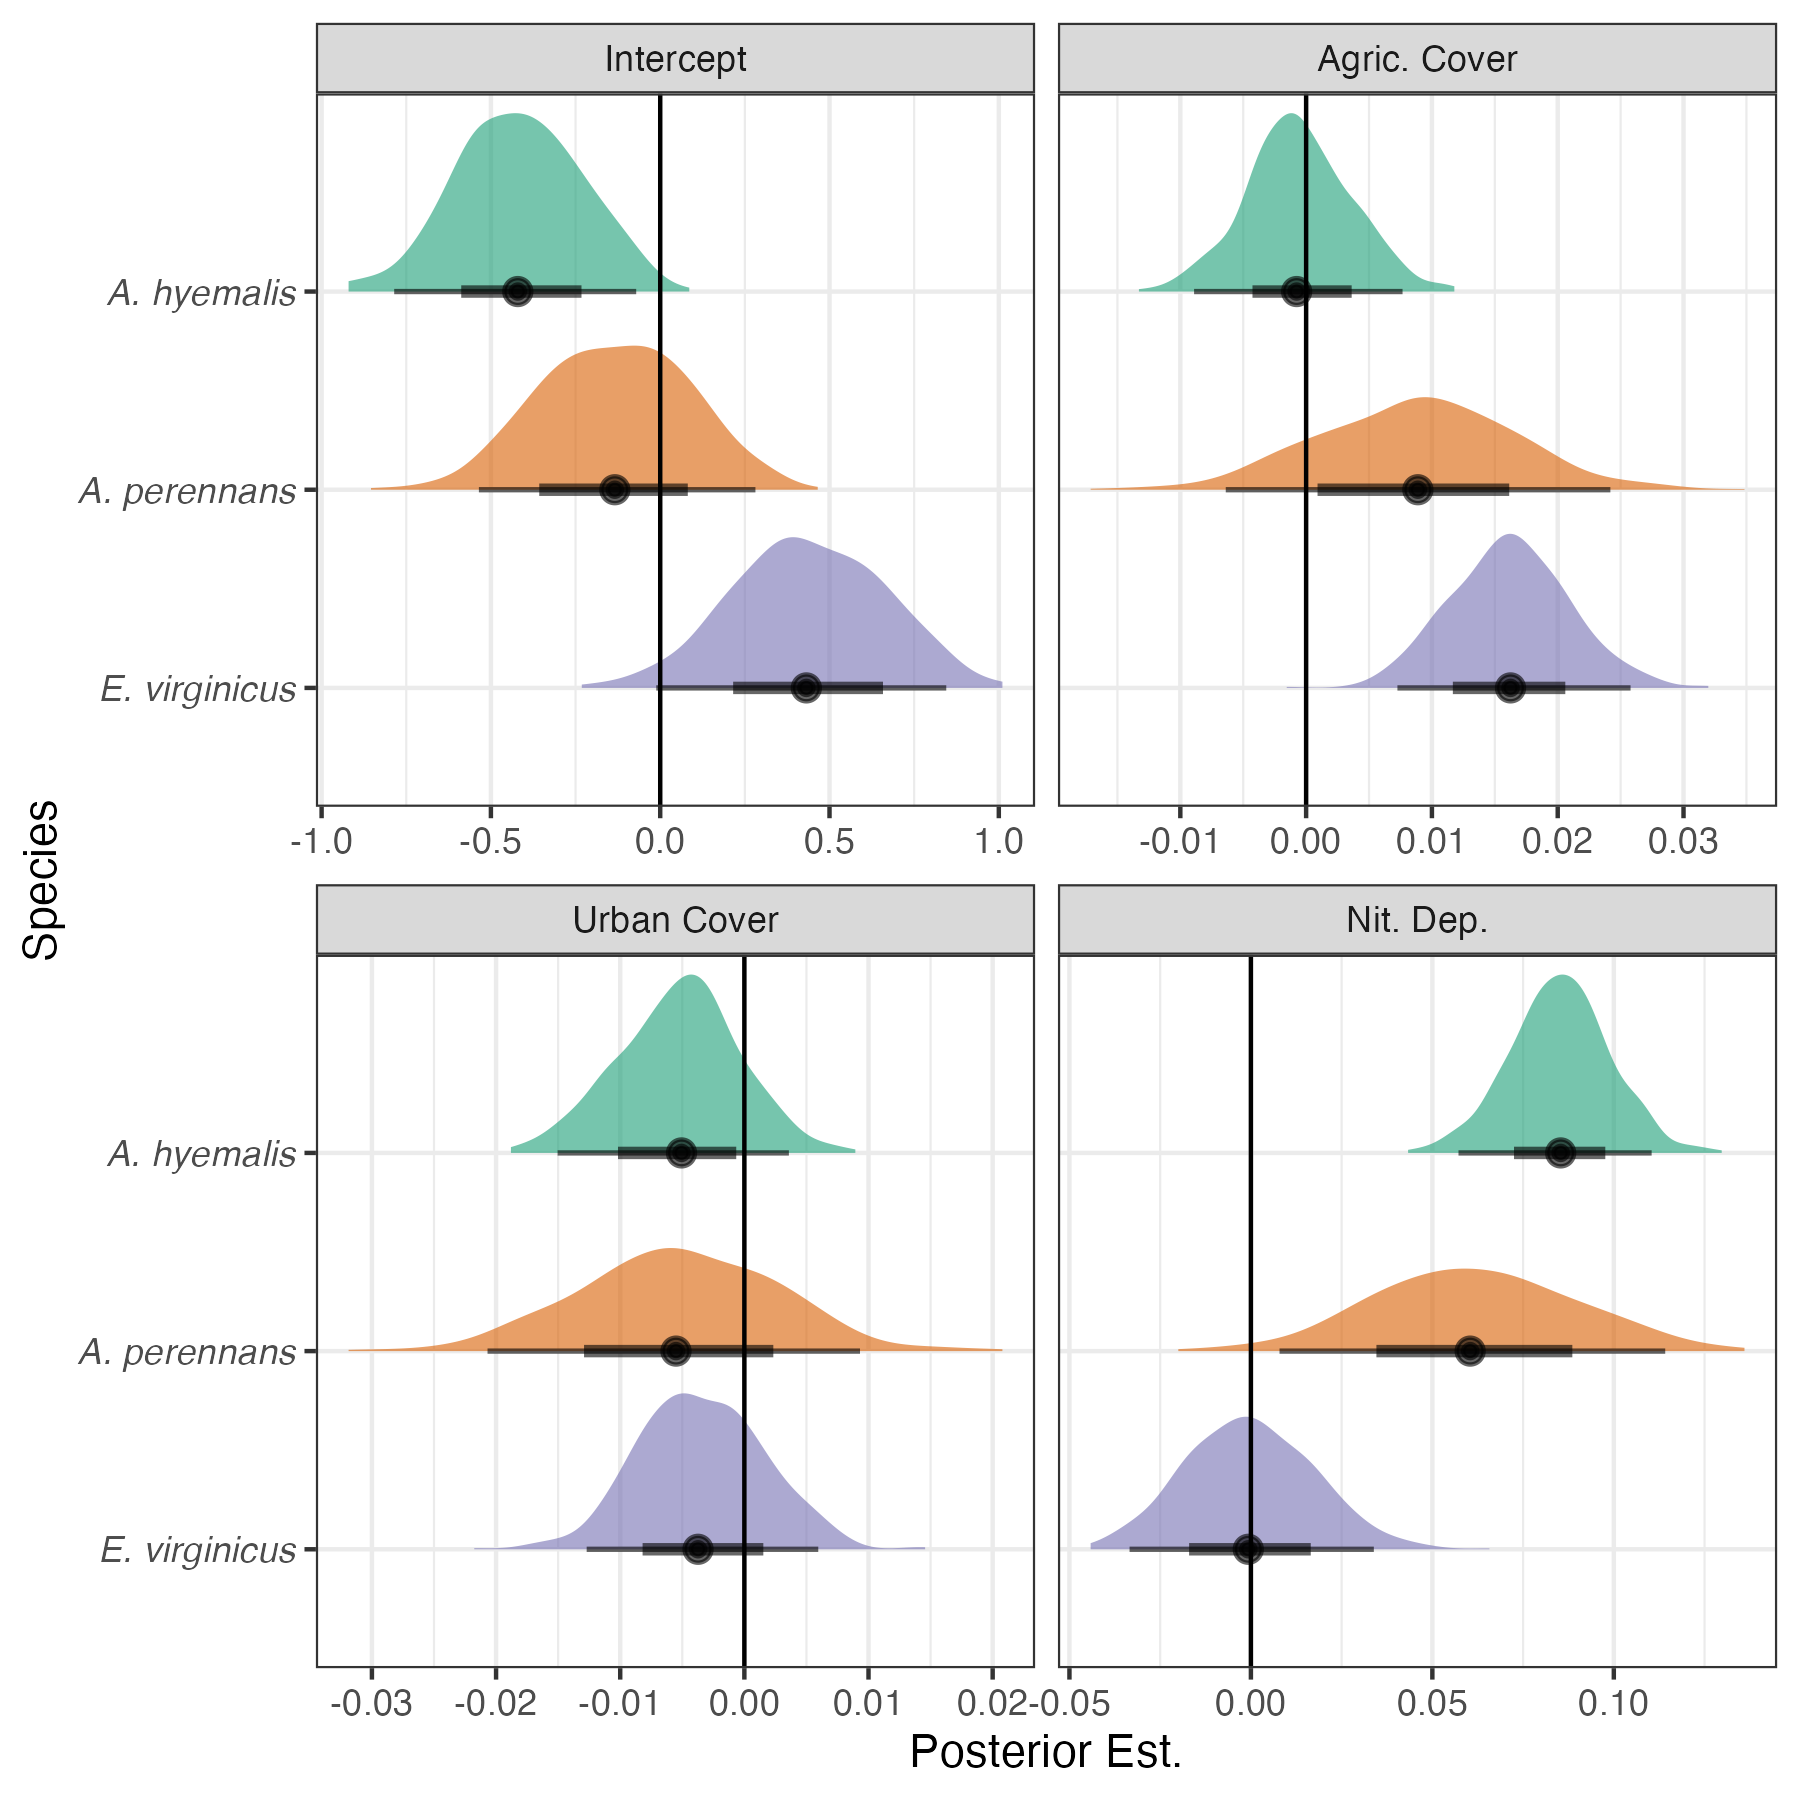 Intercept
Agric. Cover
A. hyemalis
A. perennans
E. virginicus
-1.0 -0.5 0.0 0.5 1.0
-0.01 0.00 0.01 0.02 0.03
Species
Urban Cover
Nit. Dep.
A. hyemalis
A. perennans
E. virginicus
-0.03 -0.02 -0.01 0.00 0.01 0.02
-0.05 0.00 0.05 0.10
Posterior Est.